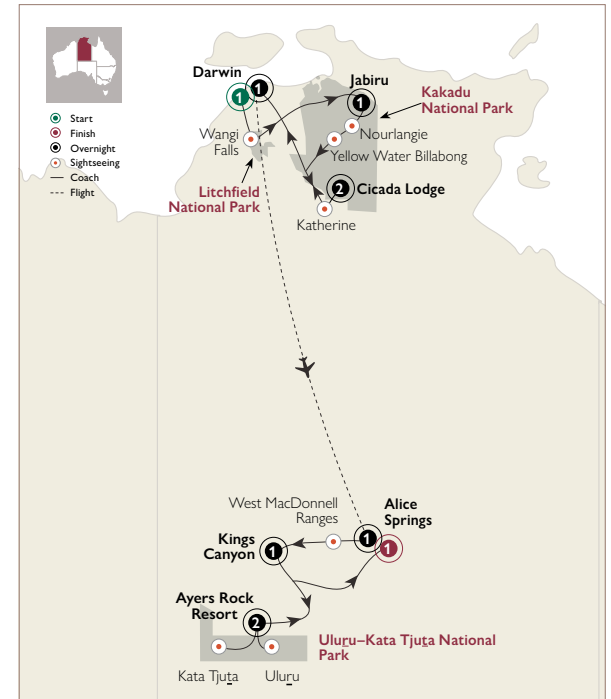 Darwin
1
1
Jabiru
1
Kakadu
National Park
Start
Finish
Overnight
Sightseeing
Coach
Flight
Wangi
Falls
Nourlangie
Yellow Water Billabong
Litchfield
National Park
2
Cicada Lodge
Katherine
West MacDonnell
Ranges
Alice
Springs
1
1
Kings
Canyon
1
Ayers Rock
Resort
2
Uluṟu–Kata Tjuṯa National
Park
Kata Tjuṯa
Uluṟu